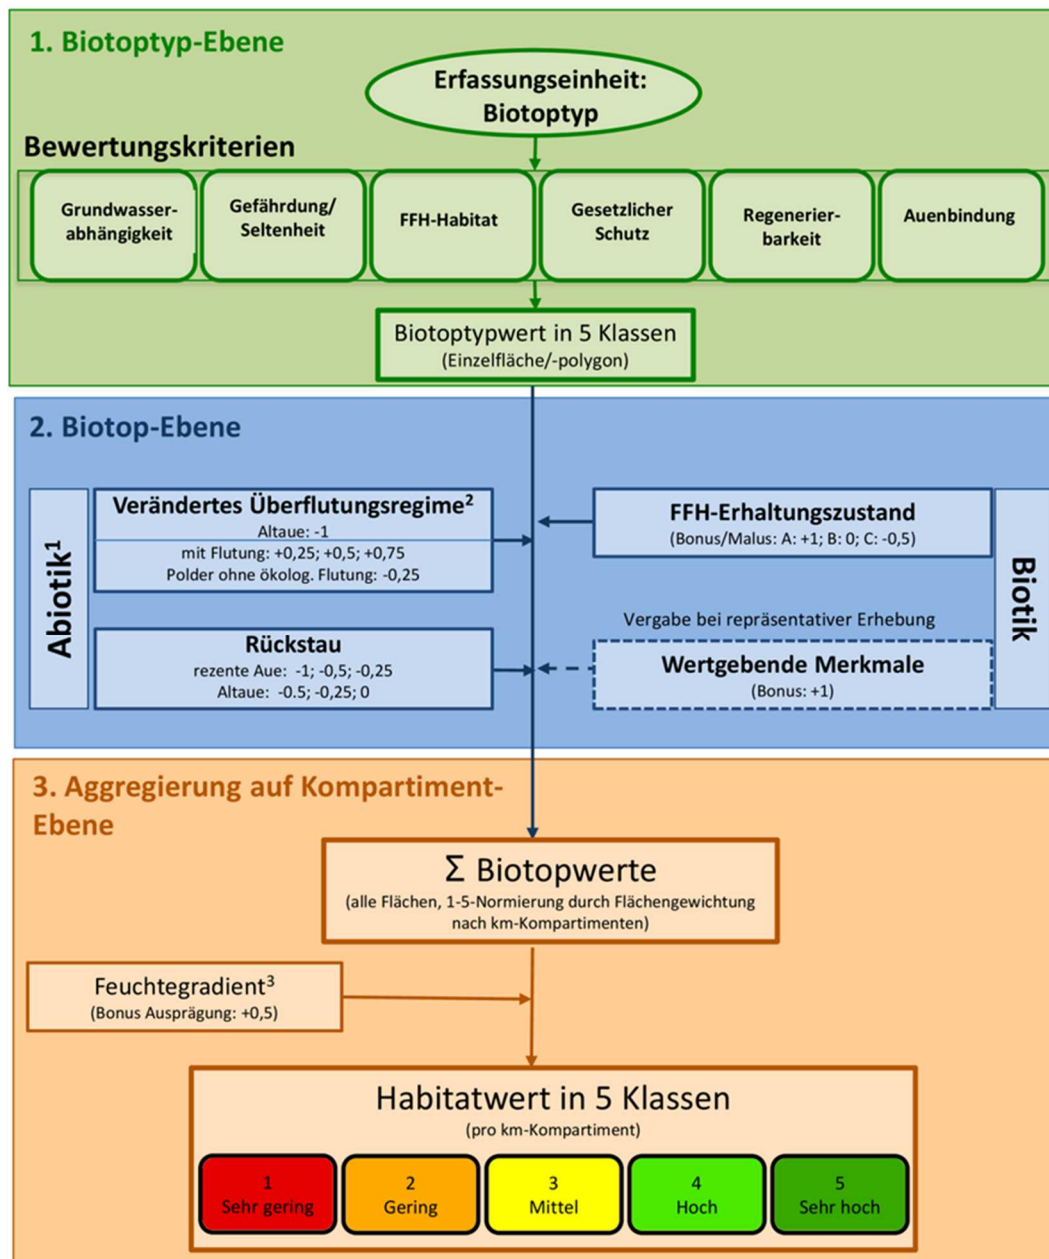 1. Biotoptyp-Ebene
Erfassungseinheit:
Biotoptyp
Bewertungskriterien
Grundwasser-
abhängigkeit
Gefährdung/
Seltenheit
FFH-Habitat
Gesetzlicher
Schutz
Regenerier-
barkeit
Auenbindung
Biotoptypwert in 5 Klassen
(Einzelfläche/-polygon)
2. Biotop-Ebene
Abiotik¹
Verändertes Überflutungsregime²
Altaue: -1
mit Flutung: +0,25; +0,5; +0,75
Polder ohne ökolog. Flutung: -0,25
Rückstau
rezente Aue: -1; -0,5; -0,25
Altaue: -0.5; -0,25; 0
FFH-Erhaltungszustand
(Bonus/Malus: A: +1; B: 0; C: -0,5)
Vergabe bei repräsentativer Erhebung
Wertgebende Merkmale
(Bonus: +1)
Biotik
3. Aggregierung auf Kompartiment-
Ebene
Σ Biotopwerte
(alle Flächen, 1-5-Normierung durch Flächengewichtung
nach km-Kompartimenten)
Feuchtegradient³
(Bonus Ausprägung: +0,5)
Habitatwert in 5 Klassen
(pro km-Kompartiment)
1
Sehr gering
2
Gering
3
Mittel
4
Hoch
5
Sehr hoch